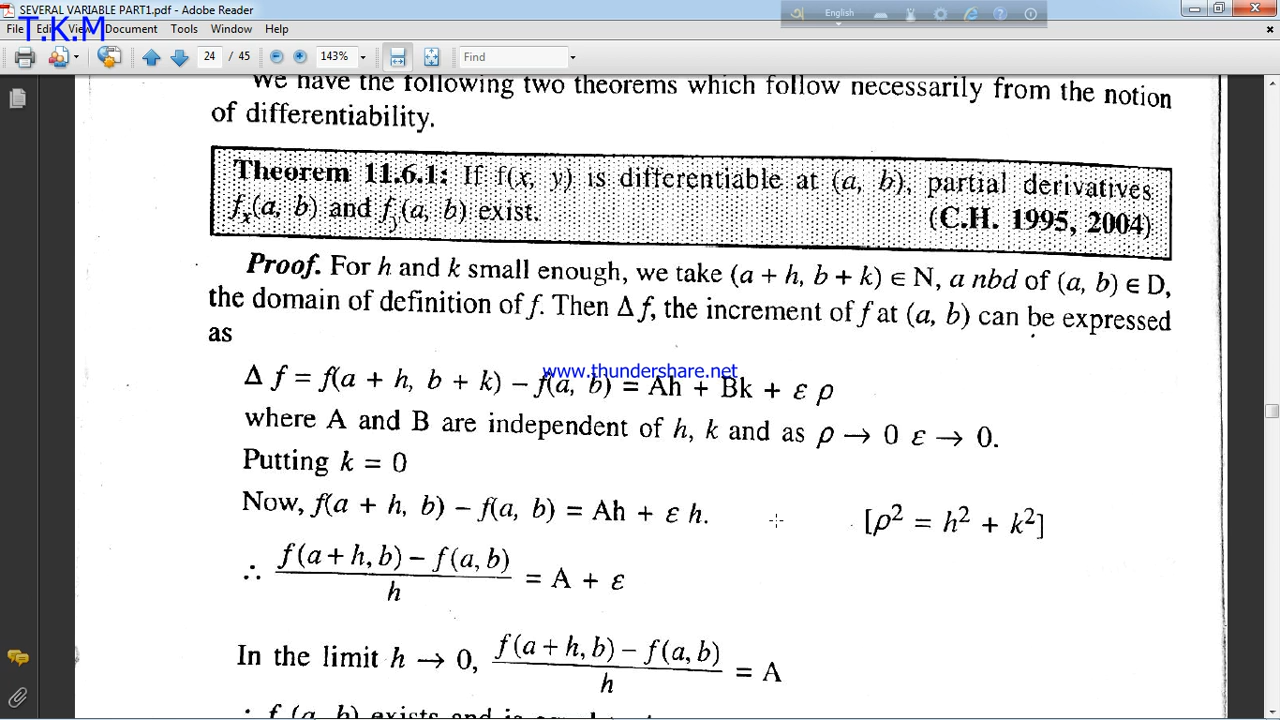 SEVERAL VARIABLE PART1.pdf - Adobe Reader
English
T.K.M
File Edit View Document Tools Window Help
24 / 45 143% Find
We have the following two theorems which follow necessarily from the notion
of differentiability.
Theorem 11.6.1: If f(x, y) is differentiable at (a, b), partial derivatives
fₓ(a, b) and fᵧ(a, b) exist. (C.H. 1995, 2004)
Proof. For h and k small enough, we take (a + h, b + k) ∈ N, a nbd of (a, b) ∈ D,
the domain of definition of f. Then Δ f, the increment of f at (a, b) can be expressed
as
www.thundershare.net
Δ f = f(a + h, b + k) – f(a, b) = Ah + Bk + ε ρ
where A and B are independent of h, k and as ρ → 0 ε → 0.
Putting k = 0
Now, f(a + h, b) – f(a, b) = Ah + ε h. [ρ² = h² + k²]
∴ f(a+h, b) – f(a, b) / h = A + ε
In the limit h → 0, f(a+h, b) – f(a, b) / h = A